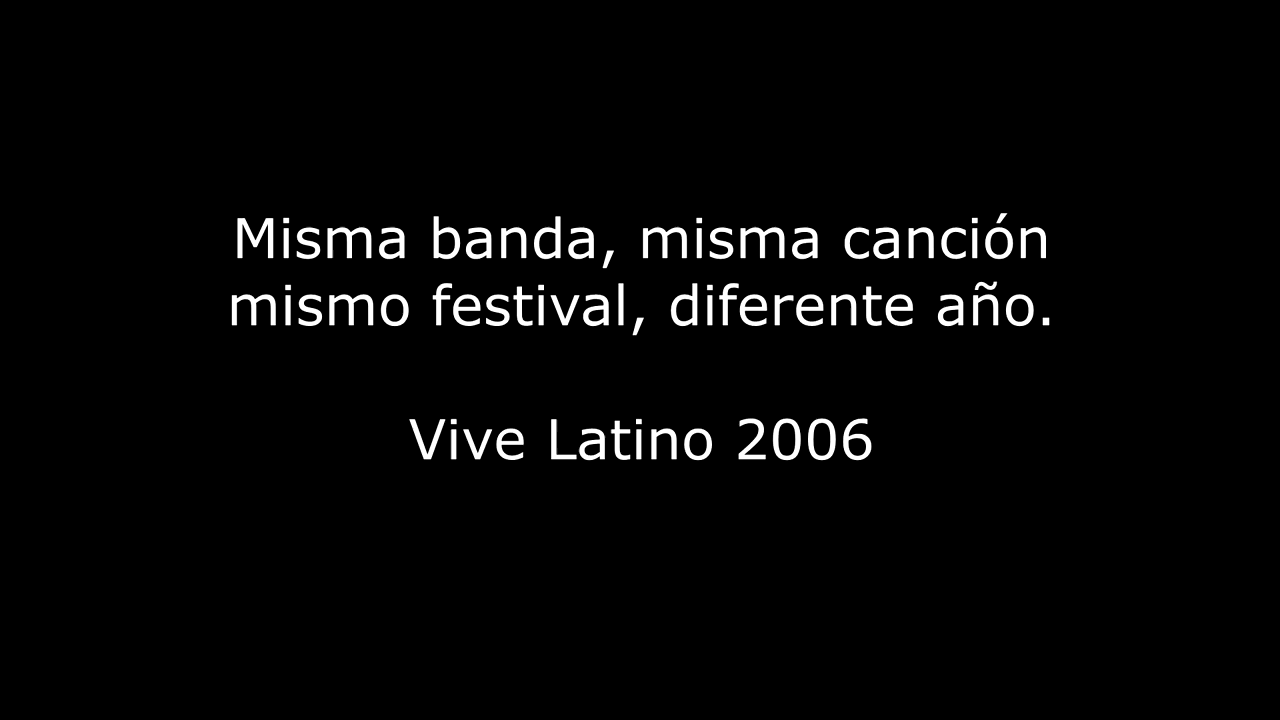 Misma banda, misma canción
mismo festival, diferente año.
Vive Latino 2006